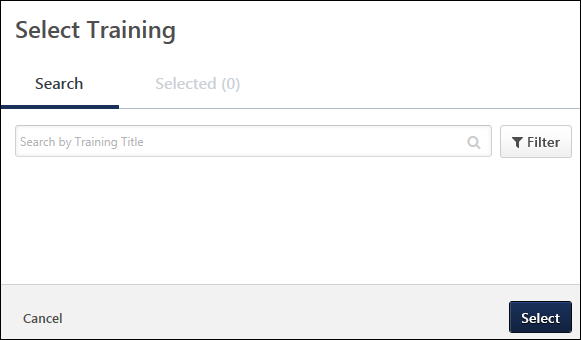 Select Training
Search Selected (0)
Search by Training Title Filter
Cancel Select